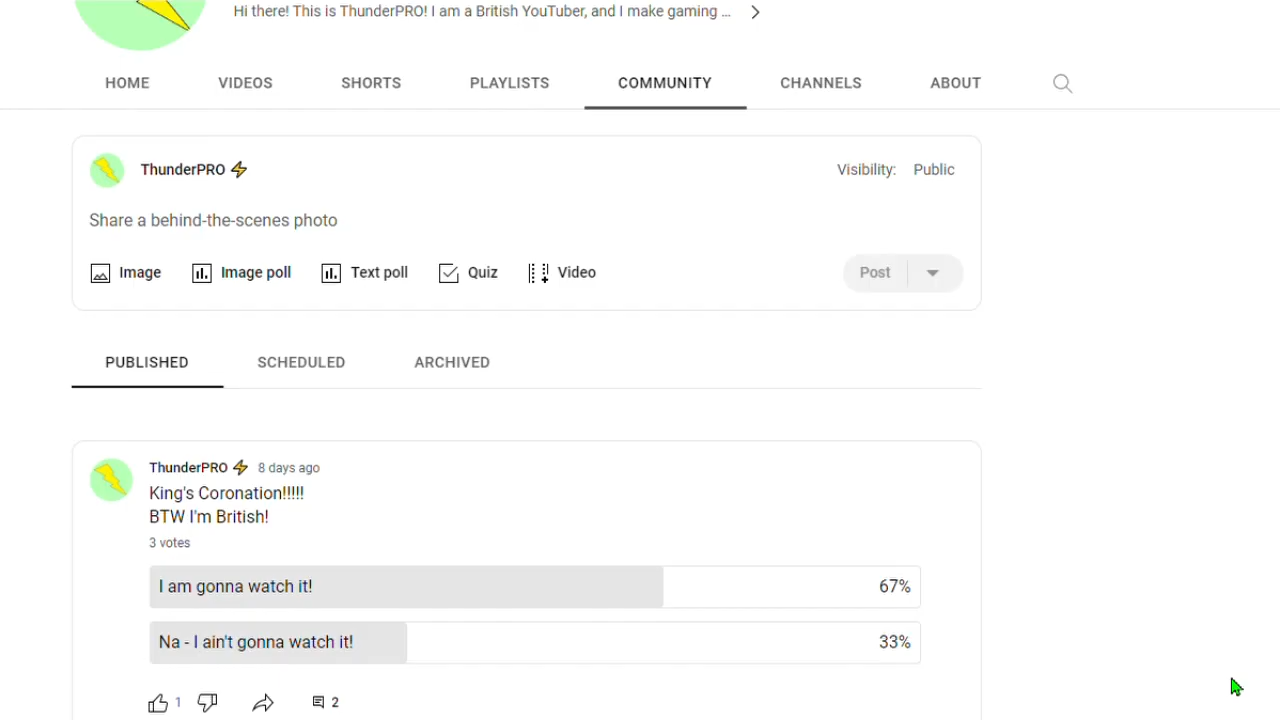 Hi there! This is ThunderPRO! I am a British YouTuber, and I make gaming ...
HOME VIDEOS SHORTS PLAYLISTS COMMUNITY CHANNELS ABOUT
ThunderPRO ⚡ Visibility: Public
Share a behind-the-scenes photo
Image Image poll Text poll Quiz Video Post
PUBLISHED SCHEDULED ARCHIVED
ThunderPRO ⚡ 8 days ago
King's Coronation!!!!!
BTW I'm British!
3 votes
I am gonna watch it! 67%
Na - I ain't gonna watch it! 33%
1 2